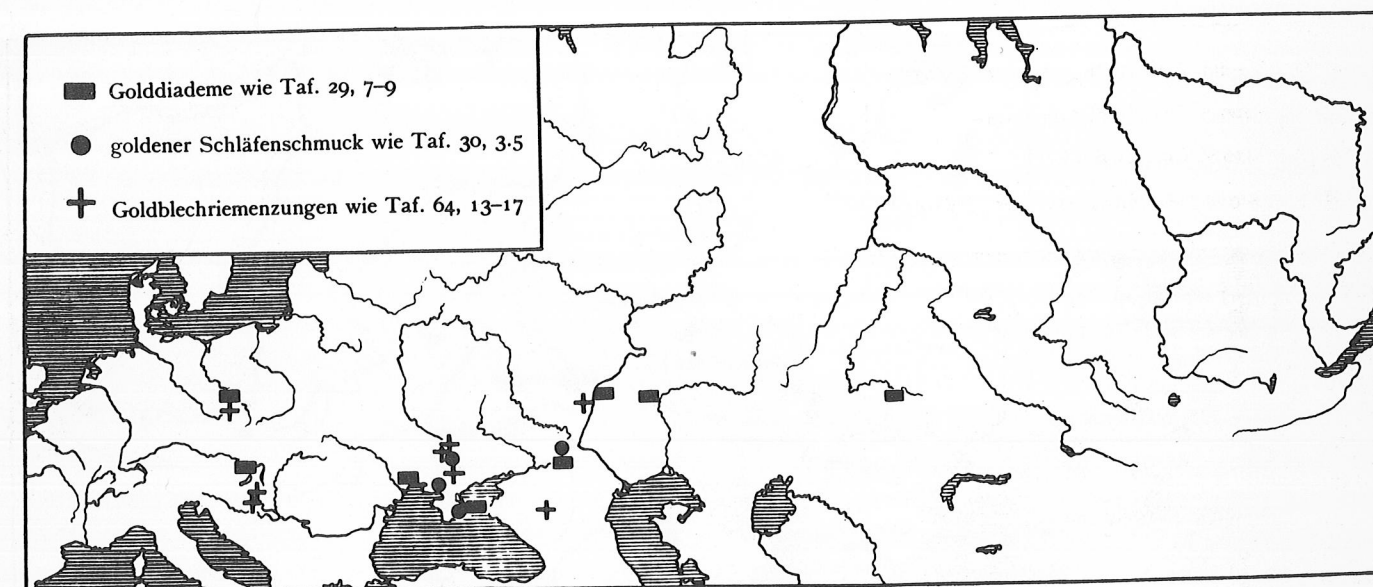 Golddiademe wie Taf. 29, 7–9
goldener Schläfenschmuck wie Taf. 30, 3.5
Goldblechriemenzungen wie Taf. 64, 13–17